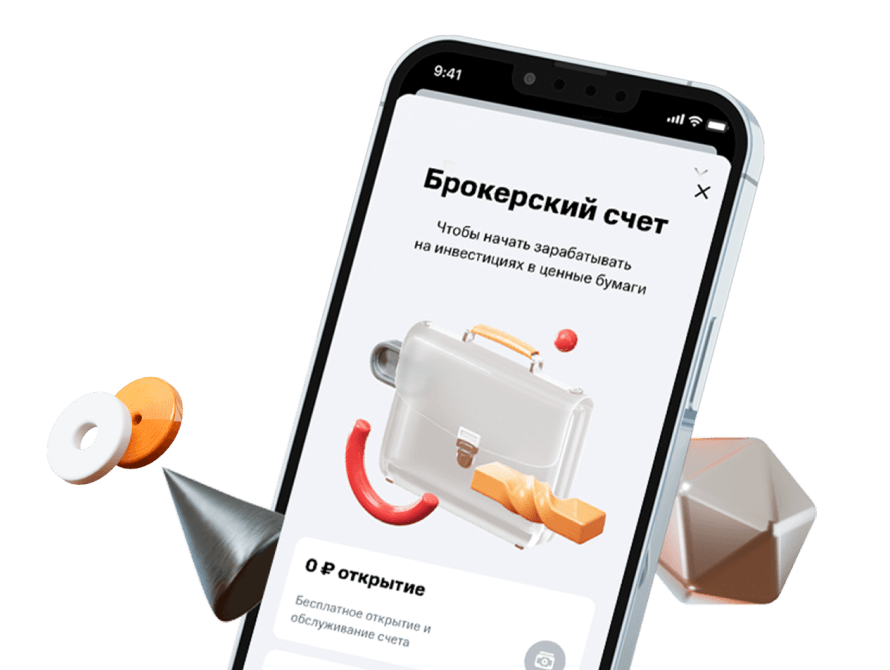 9:41
Брокерский счет
Чтобы начать зарабатывать
на инвестициях в ценные бумаги
0 ₽ открытие
Бесплатное открытие и
обслуживание счета